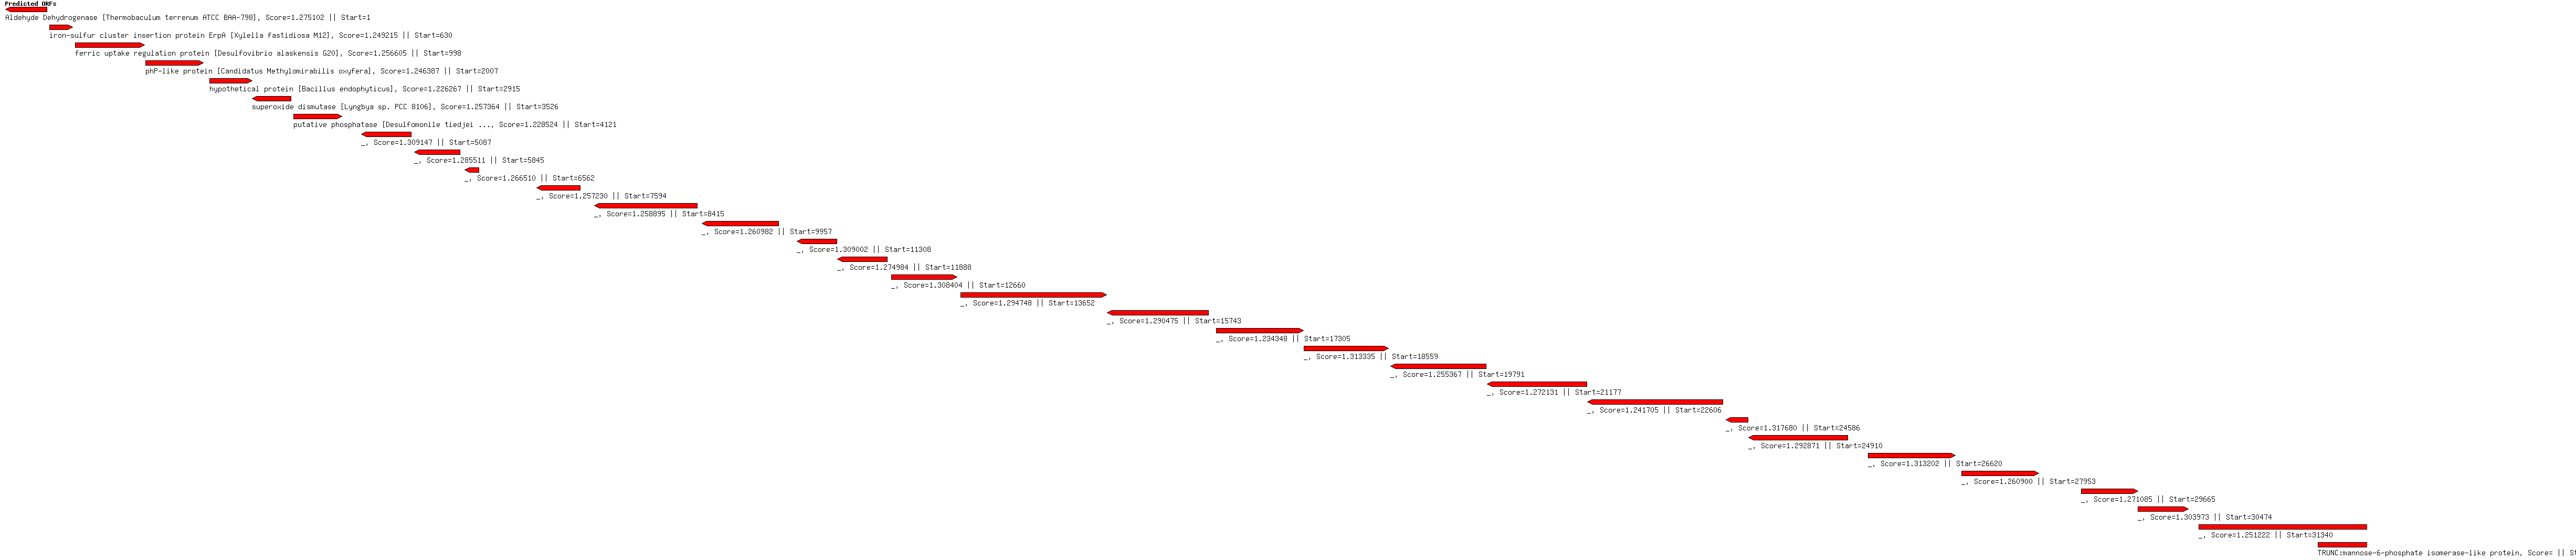 Predicted ORFs
Aldehyde Dehydrogenase [Thermobaculum terrenum ATCC BAA-798], Score=1.275102 || Start=1
iron-sulfur cluster insertion protein ErpA [Xylella fastidiosa M12], Score=1.249215 || Start=630
ferric uptake regulation protein [Desulfovibrio alaskensis G20], Score=1.256605 || Start=998
phP-like protein [Candidatus Methylomirabilis oxyfera], Score=1.246387 || Start=2007
hypothetical protein [Bacillus endophyticus], Score=1.226267 || Start=2915
superoxide dismutase [Lyngbya sp. PCC 8106], Score=1.257364 || Start=3526
putative phosphatase [Desulfomonile tiedjei ..., Score=1.228524 || Start=4121
_, Score=1.309147 || Start=5087
_, Score=1.285511 || Start=5845
_, Score=1.266510 || Start=6562
_, Score=1.257230 || Start=7594
_, Score=1.258895 || Start=8415
_, Score=1.260982 || Start=9957
_, Score=1.309002 || Start=11308
_, Score=1.274984 || Start=11888
_, Score=1.308404 || Start=12660
_, Score=1.294748 || Start=13652
_, Score=1.290475 || Start=15743
_, Score=1.234348 || Start=17305
_, Score=1.313335 || Start=18559
_, Score=1.255367 || Start=19791
_, Score=1.272131 || Start=21177
_, Score=1.241705 || Start=22606
_, Score=1.317680 || Start=24586
_, Score=1.292871 || Start=24910
_, Score=1.313202 || Start=26620
_, Score=1.260900 || Start=27953
_, Score=1.271085 || Start=29665
_, Score=1.303973 || Start=30474
_, Score=1.251222 || Start=31340
TRUNC:mannose-6-phosphate isomerase-like protein, Score= || S